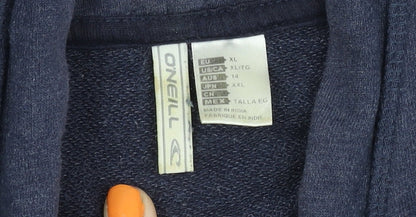 O'NEILL
EU XL
US/CA XL/TG
AUS 14
JPN XXL
CN
MEX TALLA EG
MADE IN INDIA
FABRIQUE EN INDE